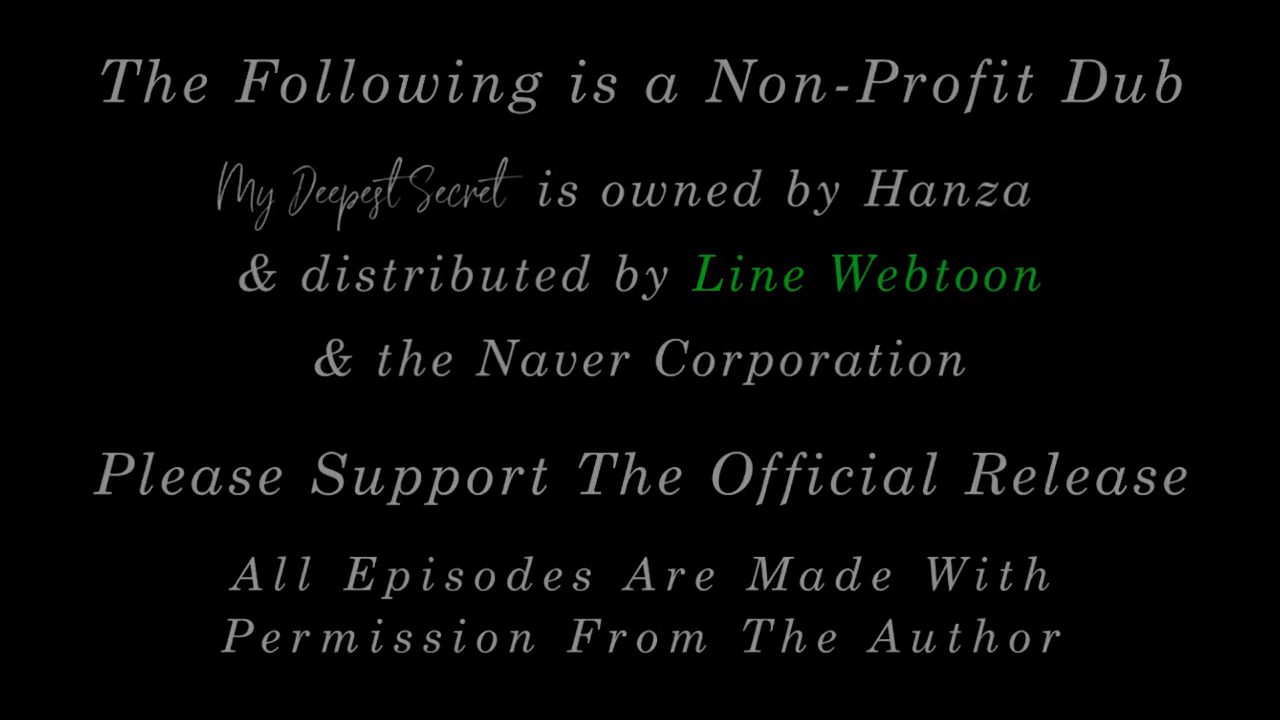 The Following is a Non-Profit Dub
My Deepest Secret is owned by Hanza
& distributed by Line Webtoon
& the Naver Corporation
Please Support The Official Release
All Episodes Are Made With
Permission From The Author